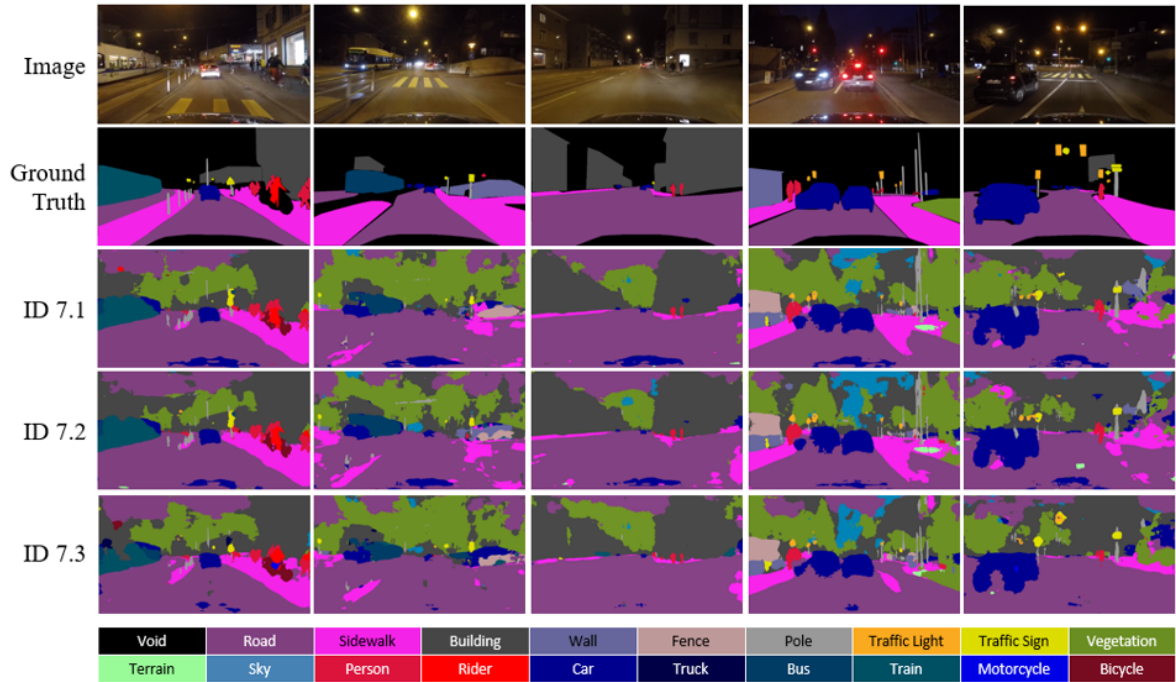 Image
Ground
Truth
ID 7.1
ID 7.2
ID 7.3
Void Road Sidewalk Building Wall Fence Pole Traffic Light Traffic Sign Vegetation
Terrain Sky Person Rider Car Truck Bus Train Motorcycle Bicycle